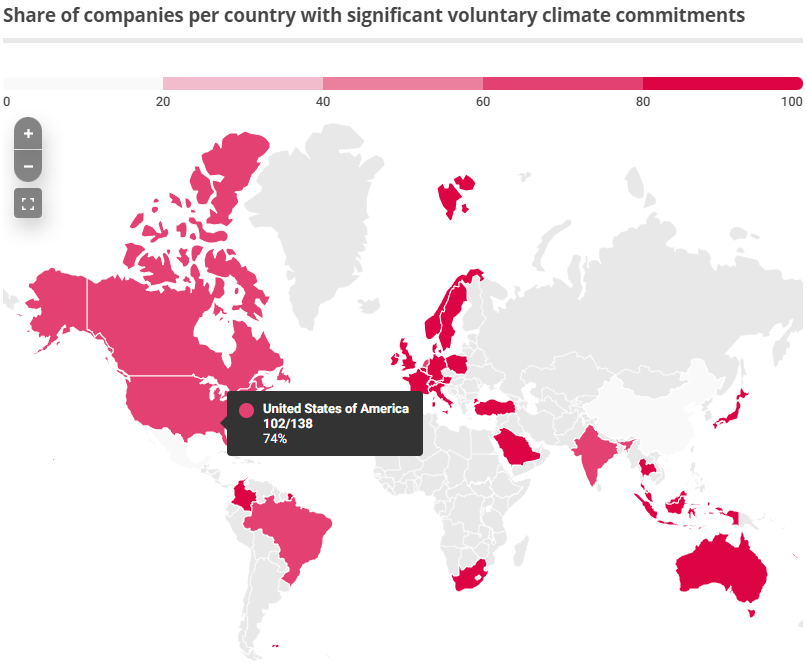 Share of companies per country with significant voluntary climate commitments
0 20 40 60 80 100
+
−
United States of America
102/138
74%